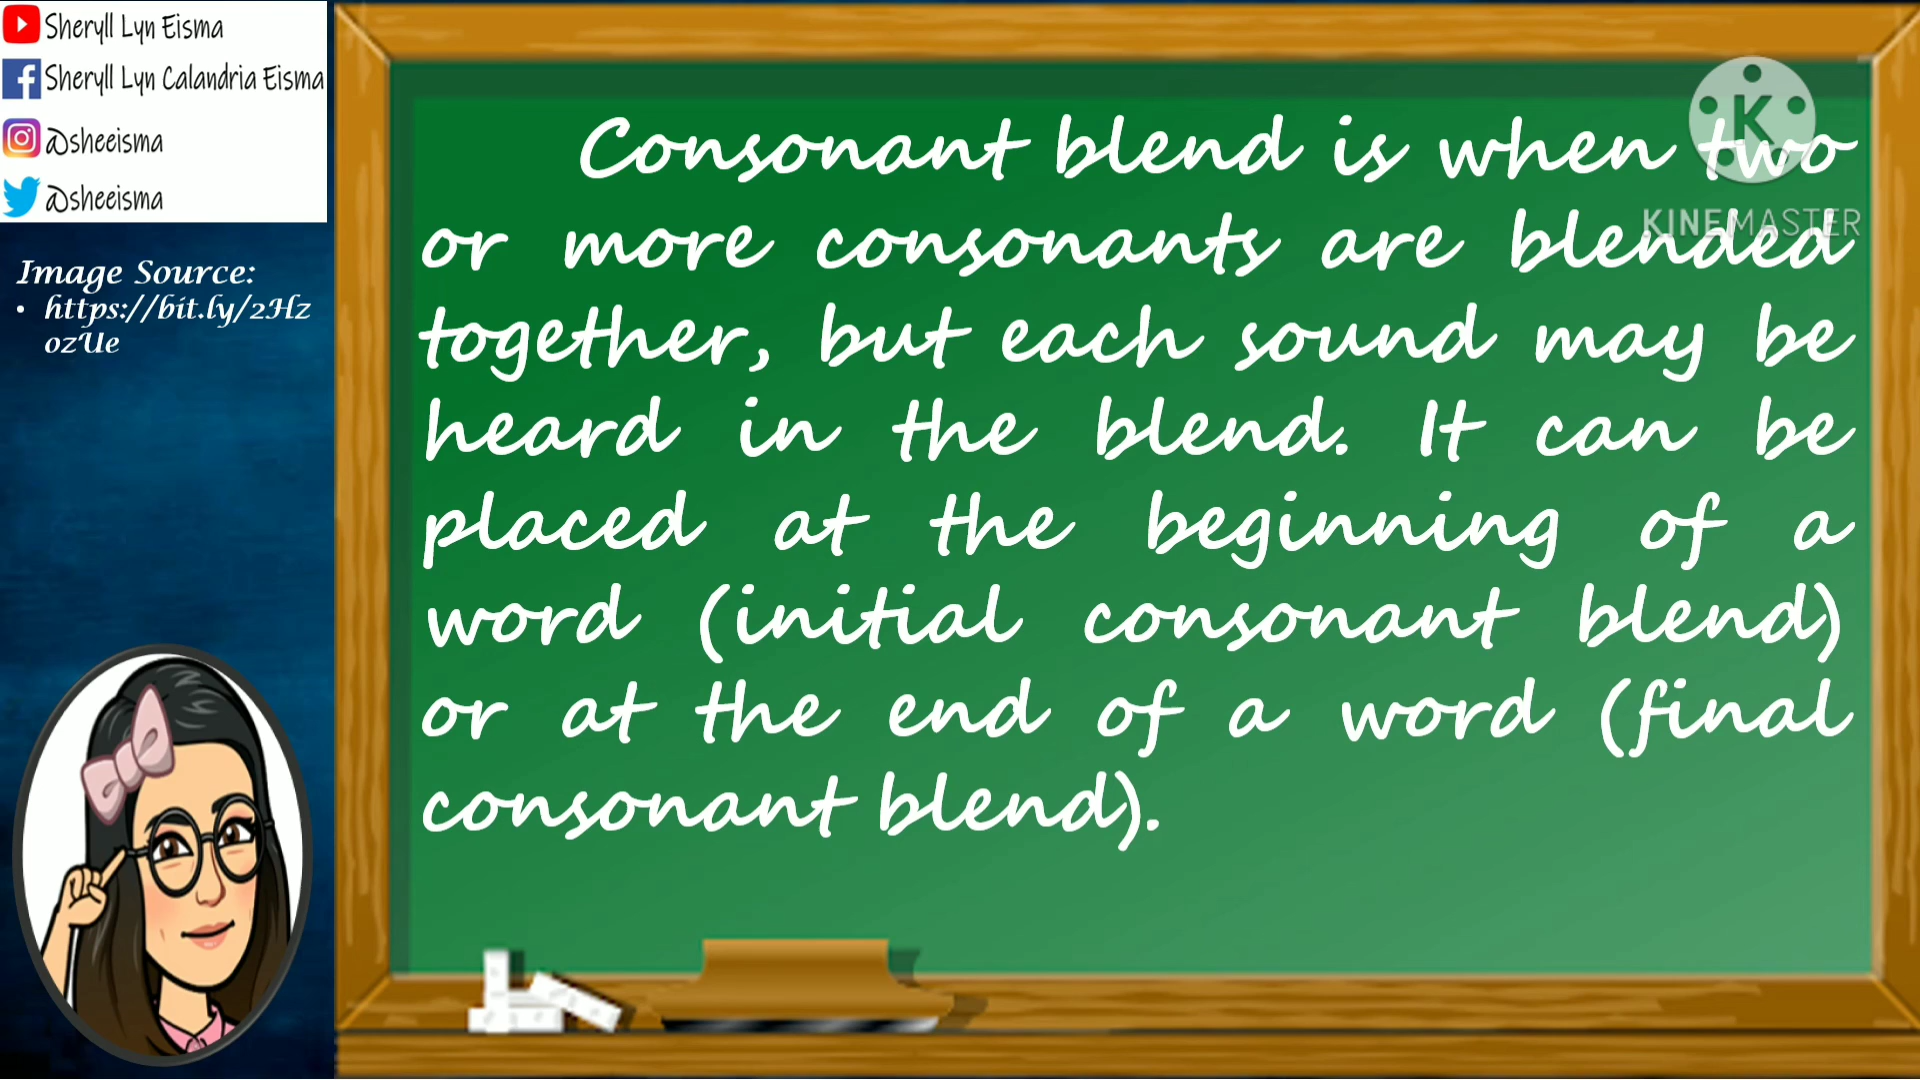 Sheryll Lyn Eisma
Sheryll Lyn Calandria Eisma
@sheeisma
@sheeisma
Image Source:
• https://bit.ly/2Hz
ozUe
K
KINEMASTER
Consonant blend is when two
or more consonants are blended
together, but each sound may be
heard in the blend. It can be
placed at the beginning of a
word (initial consonant blend)
or at the end of a word (final
consonant blend).